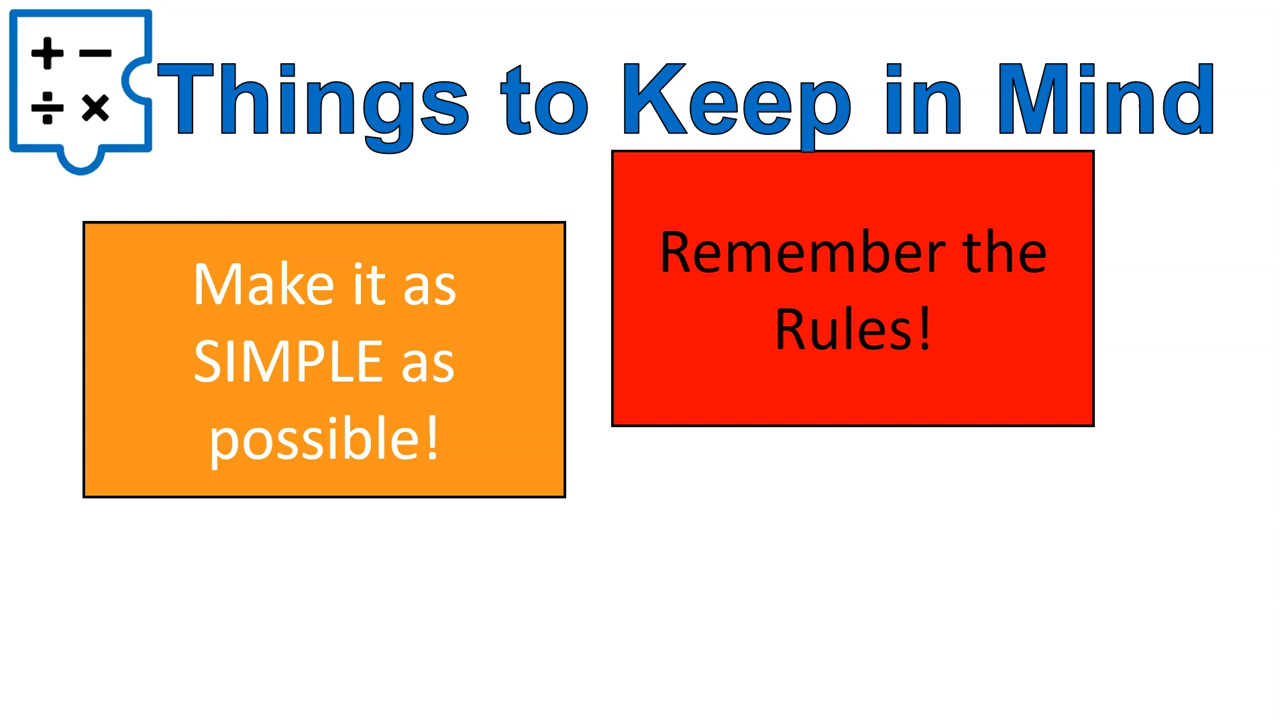 + −
÷ ×
Things to Keep in Mind
Make it as
SIMPLE as
possible!
Remember the
Rules!